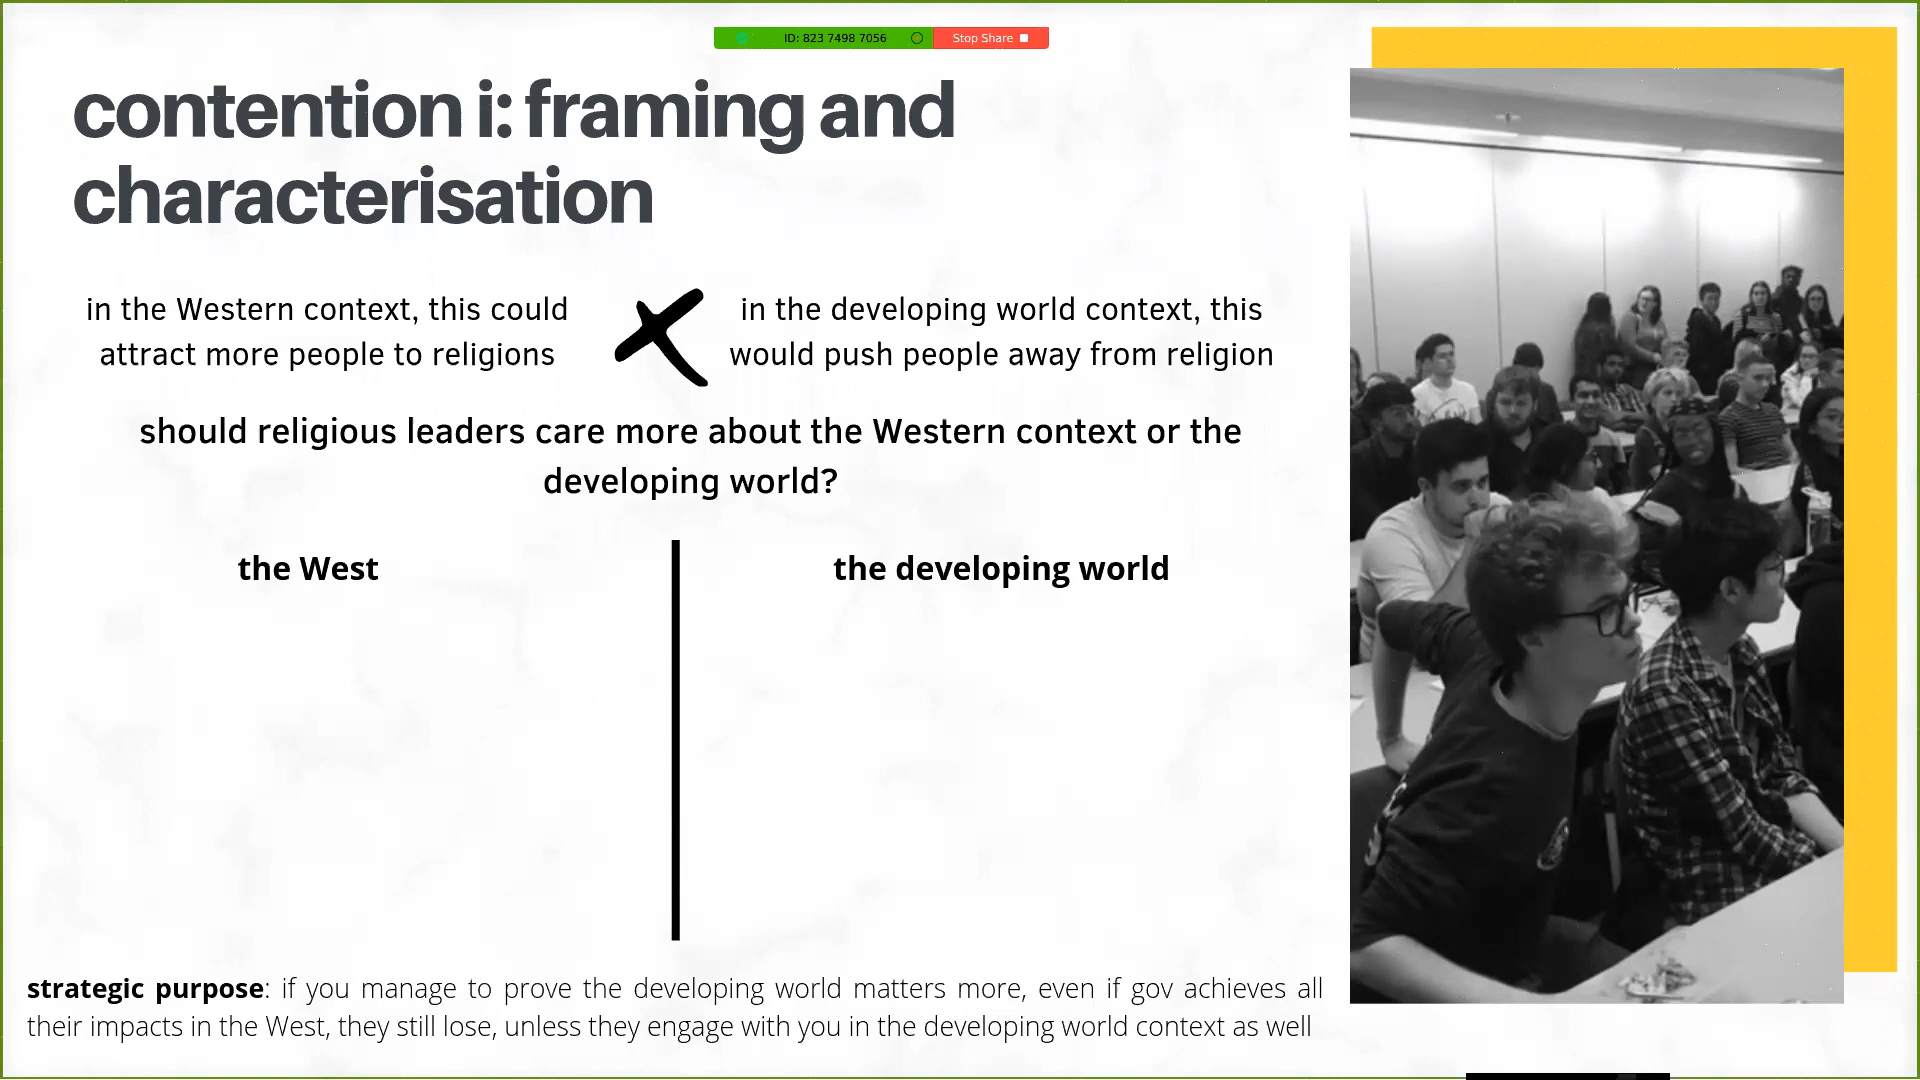 ID: 823 7498 7056 Stop Share
contention i: framing and
characterisation
in the Western context, this could
attract more people to religions
in the developing world context, this
would push people away from religion
should religious leaders care more about the Western context or the
developing world?
the West
the developing world
strategic purpose: if you manage to prove the developing world matters more, even if gov achieves all
their impacts in the West, they still lose, unless they engage with you in the developing world context as well